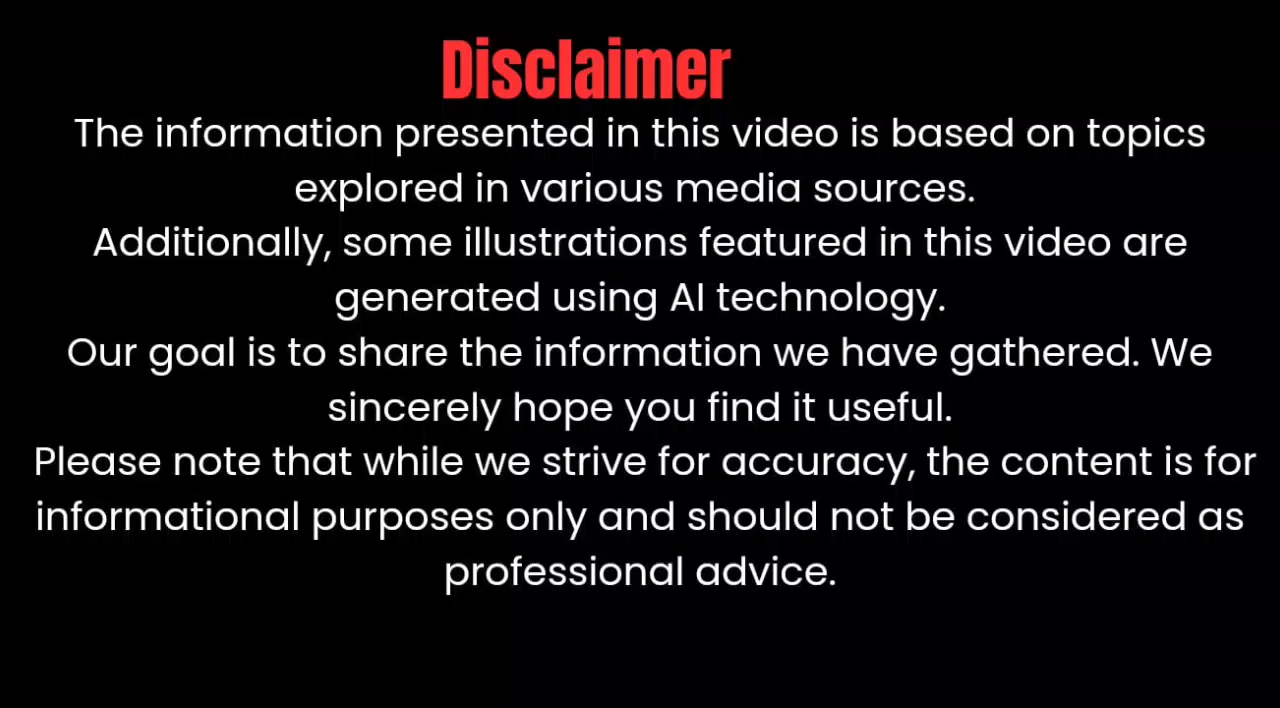 Disclaimer
The information presented in this video is based on topics
explored in various media sources.
Additionally, some illustrations featured in this video are
generated using AI technology.
Our goal is to share the information we have gathered. We
sincerely hope you find it useful.
Please note that while we strive for accuracy, the content is for
informational purposes only and should not be considered as
professional advice.